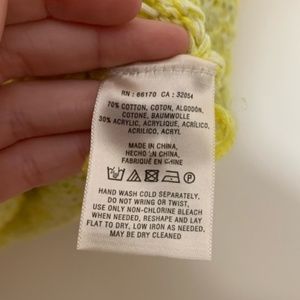 RN : 66170 CA : 32054
70% COTTON, COTON, ALGODÓN,
COTONE, BAUMWOLLE
30% ACRYLIC, ACRYLIQUE, ACRÍLICO,
ACRILICO, ACRYL
MADE IN CHINA,
HECHO EN CHINA,
FABRIQUÉ EN CHINE
HAND WASH COLD SEPARATELY,
DO NOT WRING OR TWIST,
USE ONLY NON-CHLORINE BLEACH
WHEN NEEDED, RESHAPE AND LAY
FLAT TO DRY, LOW IRON AS NEEDED,
MAY BE DRY CLEANED